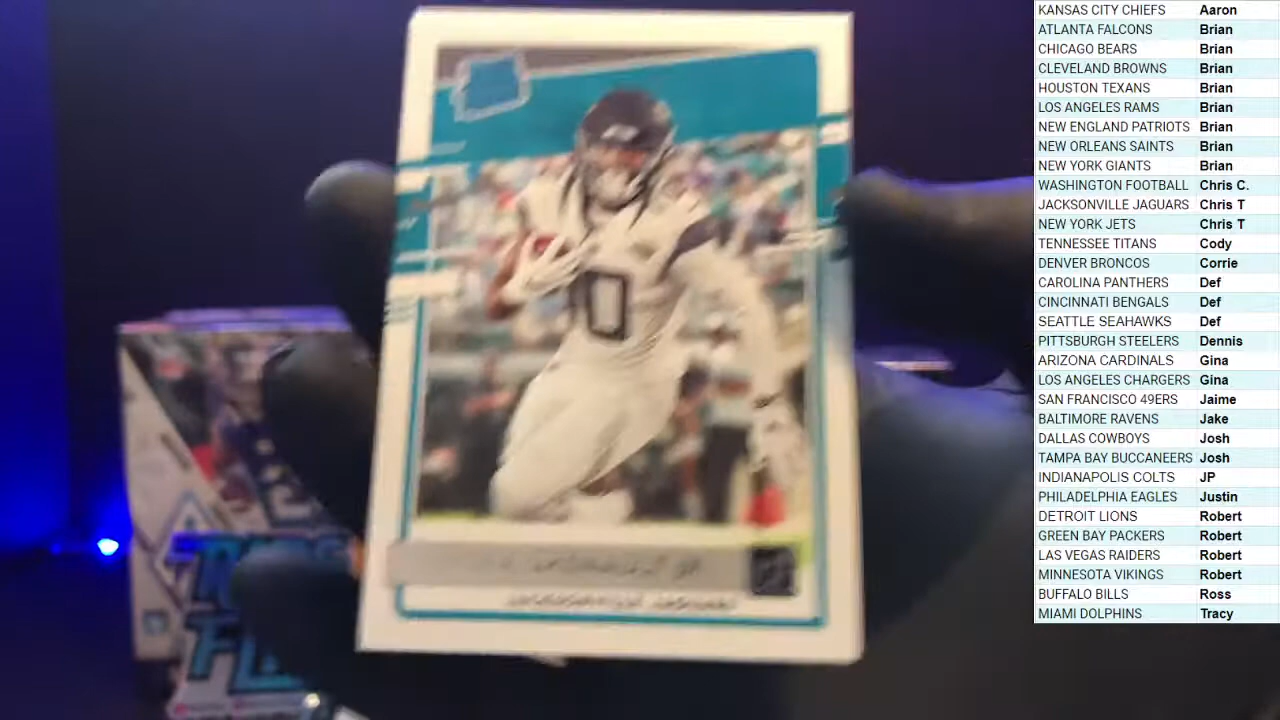 KANSAS CITY CHIEFS Aaron
ATLANTA FALCONS Brian
CHICAGO BEARS Brian
CLEVELAND BROWNS Brian
HOUSTON TEXANS Brian
LOS ANGELES RAMS Brian
NEW ENGLAND PATRIOTS Brian
NEW ORLEANS SAINTS Brian
NEW YORK GIANTS Brian
WASHINGTON FOOTBALL Chris C.
JACKSONVILLE JAGUARS Chris T
NEW YORK JETS Chris T
TENNESSEE TITANS Cody
DENVER BRONCOS Corrie
CAROLINA PANTHERS Def
CINCINNATI BENGALS Def
SEATTLE SEAHAWKS Def
PITTSBURGH STEELERS Dennis
ARIZONA CARDINALS Gina
LOS ANGELES CHARGERS Gina
SAN FRANCISCO 49ERS Jaime
BALTIMORE RAVENS Jake
DALLAS COWBOYS Josh
TAMPA BAY BUCCANEERS Josh
INDIANAPOLIS COLTS JP
PHILADELPHIA EAGLES Justin
DETROIT LIONS Robert
GREEN BAY PACKERS Robert
LAS VEGAS RAIDERS Robert
MINNESOTA VIKINGS Robert
BUFFALO BILLS Ross
MIAMI DOLPHINS Tracy